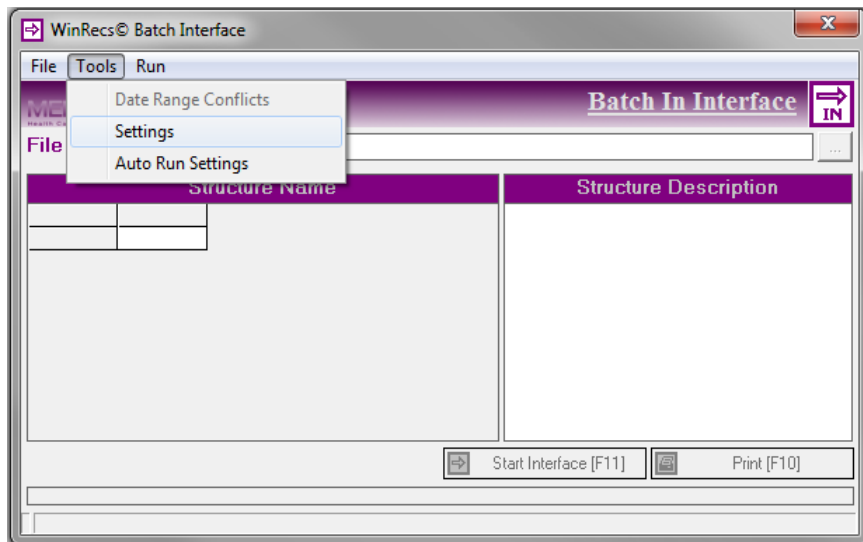 WinRecs© Batch Interface
x
File Tools Run
Date Range Conflicts
Settings
Auto Run Settings
Batch In Interface
IN
File
...
Structure Name
Structure Description
Start Interface [F11]
Print [F10]